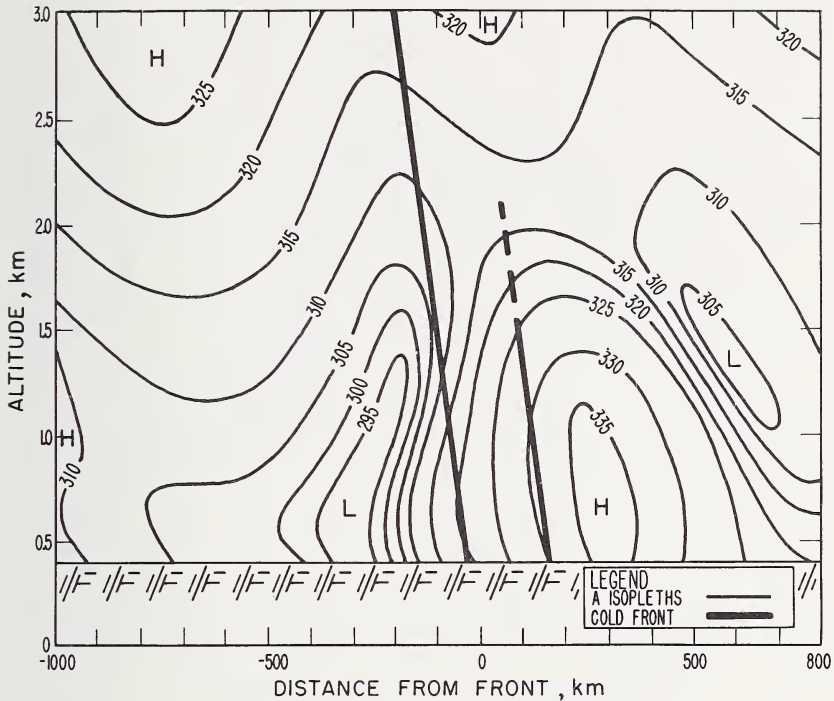 3.0
2.5
2.0
1.5
1.0
0.5
0
ALTITUDE, km
-1000
-500
0
500
800
DISTANCE FROM FRONT, km
H
325
320
315
310
305
300
295
L
H
310
320
H
320
315
310
305
L
315
310
320
325
330
335
H
LEGEND
A ISOPLETHS
COLD FRONT